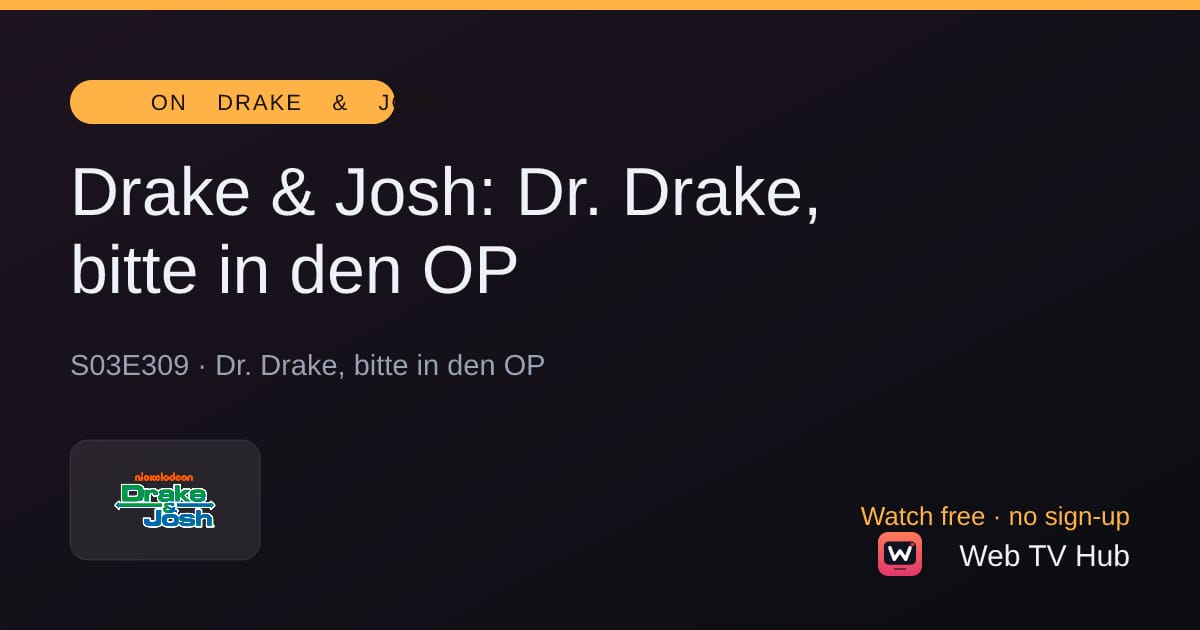 ON DRAKE & JOSH
Drake & Josh: Dr. Drake,
bitte in den OP
S03E309 · Dr. Drake, bitte in den OP
nickelodeon
Drake
&
Josh
Watch free · no sign-up
W
Web TV Hub